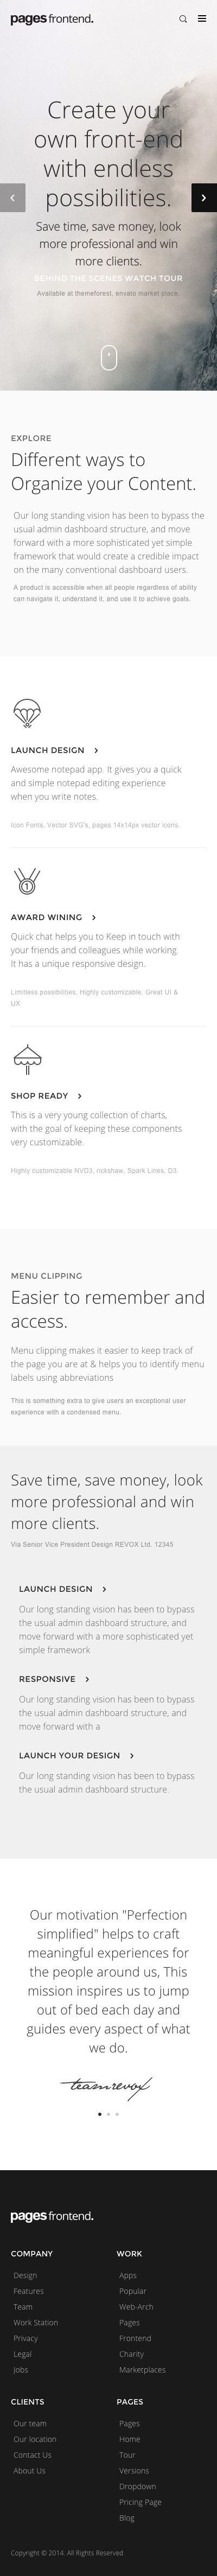 pages frontend.
Create your
own front-end
with endless
possibilities.
Save time, save money, look
more professional and win
more clients.
BEHIND THE SCENES WATCH TOUR
Available at themeforest, envato market place.
EXPLORE
Different ways to
Organize your Content.
Our long standing vision has been to bypass the
usual admin dashboard structure, and move
forward with a more sophisticated yet simple
framework that would create a credible impact
on the many conventional dashboard users.
A product is accessible when all people regardless of ability
can navigate it, understand it, and use it to achieve goals.
LAUNCH DESIGN
Awesome notepad app. It gives you a quick
and simple notepad editing experience
when you write notes.
Icon Fonts, Vector SVG's, pages 14x14px vector icons.
1
AWARD WINING
Quick chat helps you to Keep in touch with
your friends and colleagues while working.
It has a unique responsive design.
Limitless possibilities, Highly customizable, Great UI &
UX
SHOP READY
This is a very young collection of charts,
with the goal of keeping these components
very customizable.
Highly customizable NVD3, rickshaw, Spark Lines, D3.
MENU CLIPPING
Easier to remember and
access.
Menu clipping makes it easier to keep track of
the page you are at & helps you to identify menu
labels using abbreviations
This is something extra to give users an exceptional user
experience with a condensed menu.
Save time, save money, look
more professional and win
more clients.
Via Senior Vice President Design REVOX Ltd. 12345
LAUNCH DESIGN
Our long standing vision has been to bypass
the usual admin dashboard structure, and
move forward with a more sophisticated yet
simple framework
RESPONSIVE
Our long standing vision has been to bypass
the usual admin dashboard structure, and
move forward with a
LAUNCH YOUR DESIGN
Our long standing vision has been to bypass
the usual admin dashboard structure.
Our motivation "Perfection
simplified" helps to craft
meaningful experiences for
the people around us, This
mission inspires us to jump
out of bed each day and
guides every aspect of what
we do.
teamrevox
pages frontend.
COMPANY
Design
Features
Team
Work Station
Privacy
Legal
Jobs
WORK
Apps
Popular
Web-Arch
Pages
Frontend
Charity
Marketplaces
CLIENTS
Our team
Our location
Contact Us
About Us
PAGES
Pages
Home
Tour
Versions
Dropdown
Pricing Page
Blog
Copyright © 2014. All Rights Reserved